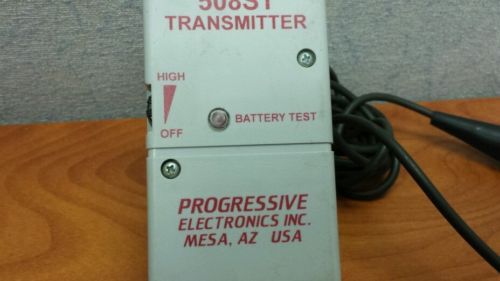 508ST
TRANSMITTER
HIGH
OFF
BATTERY TEST
PROGRESSIVE
ELECTRONICS INC.
MESA, AZ USA